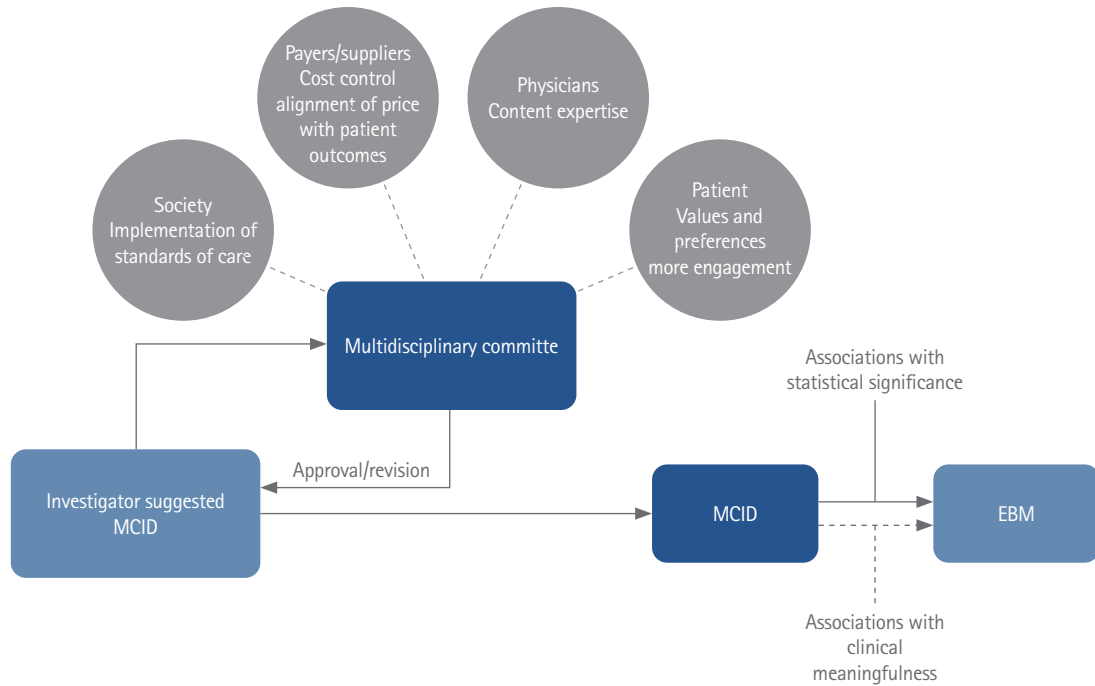 Payers/suppliers
Cost control
alignment of price
with patient
outcomes
Physicians
Content expertise
Society
Implementation of
standards of care
Patient
Values and
preferences
more engagement
Multidisciplinary committe
Associations with
statistical significance
Approval/revision
Investigator suggested
MCID
MCID
EBM
Associations with
clinical
meaningfulness